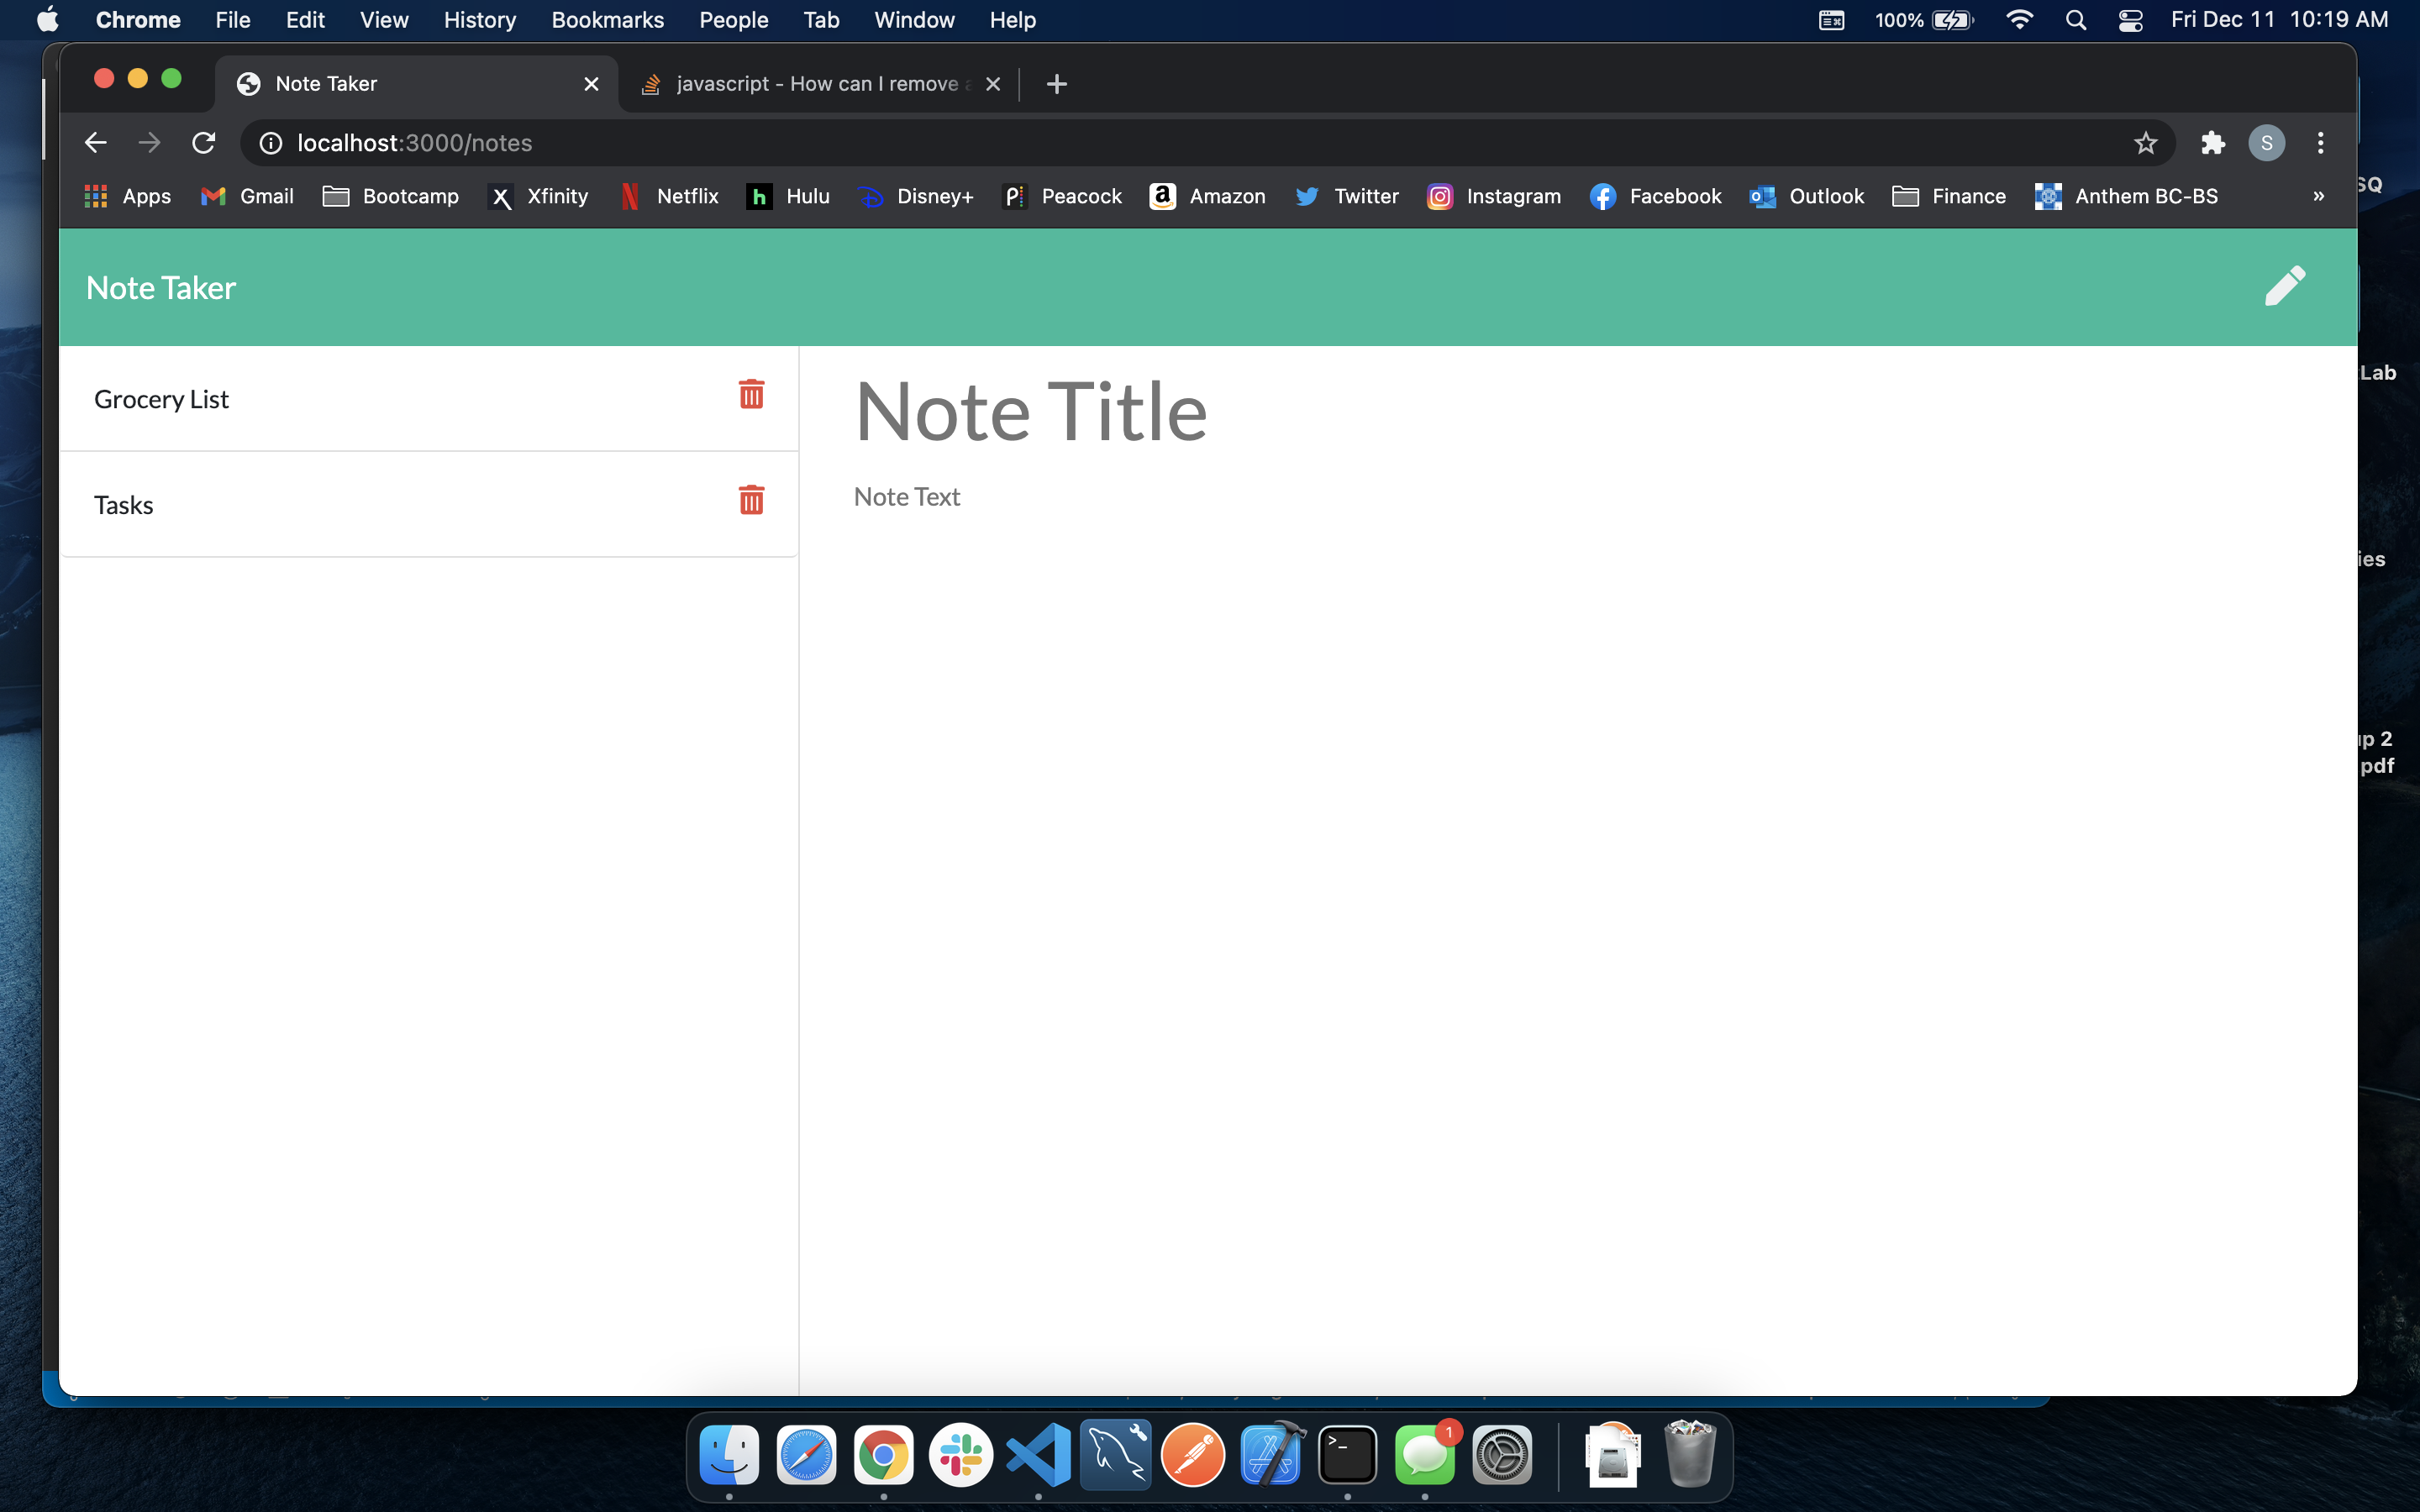 Chrome File Edit View History Bookmarks People Tab Window Help 100% Fri Dec 11 10:19 AM
Note Taker javascript - How can I remove
localhost:3000/notes S
Apps Gmail Bootcamp Xfinity Netflix Hulu Disney+ Peacock Amazon Twitter Instagram Facebook Outlook Finance Anthem BC-BS »
SQ
Note Taker
Lab
Grocery List
Note Title
Tasks
Note Text
ies
up 2
pdf
1